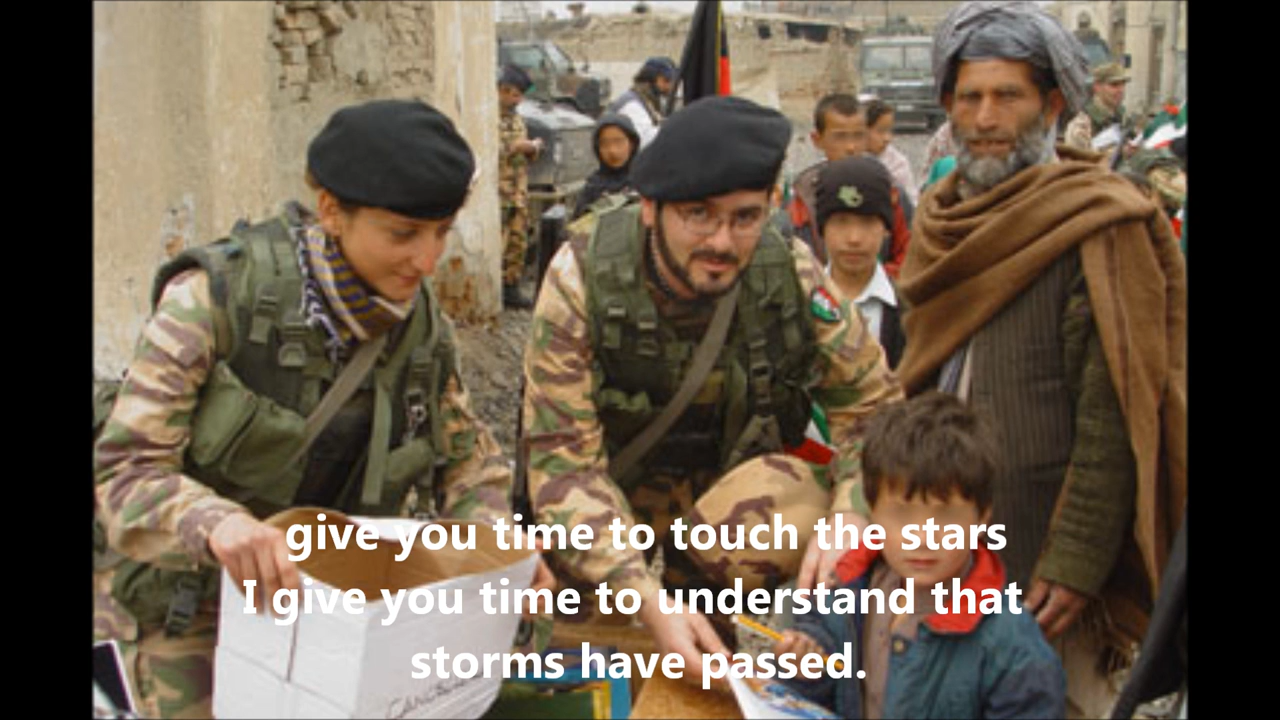 give you time to touch the stars
I give you time to understand that
storms have passed.